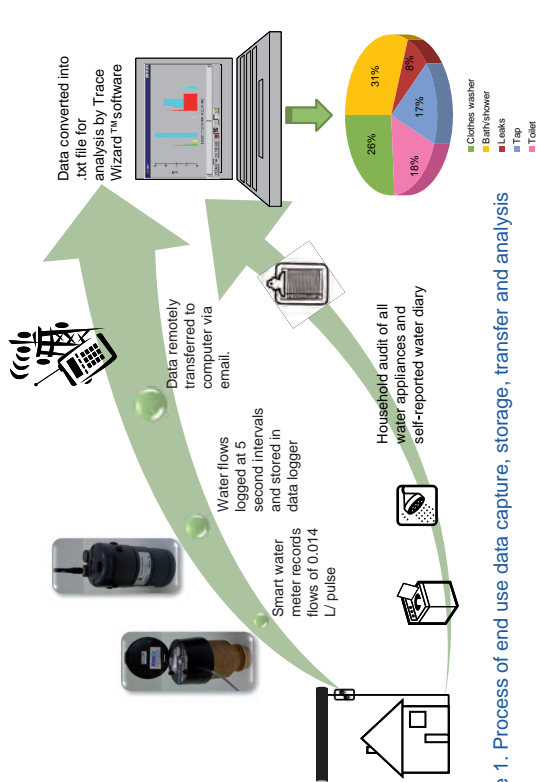 Smart water
meter records
flows of 0.014
L/ pulse
Water flows
logged at 5
second intervals
and stored in
data logger
Data remotely
transferred to
computer via
email.
Data converted into
.txt file for
analysis by Trace
Wizard ™software
Household audit of all
water appliances and
self-reported water diary
26%
31%
8%
17%
18%
Clothes washer
Bath/shower
Leaks
Tap
Toilet
e 1. Process of end use data capture, storage, transfer and analysis